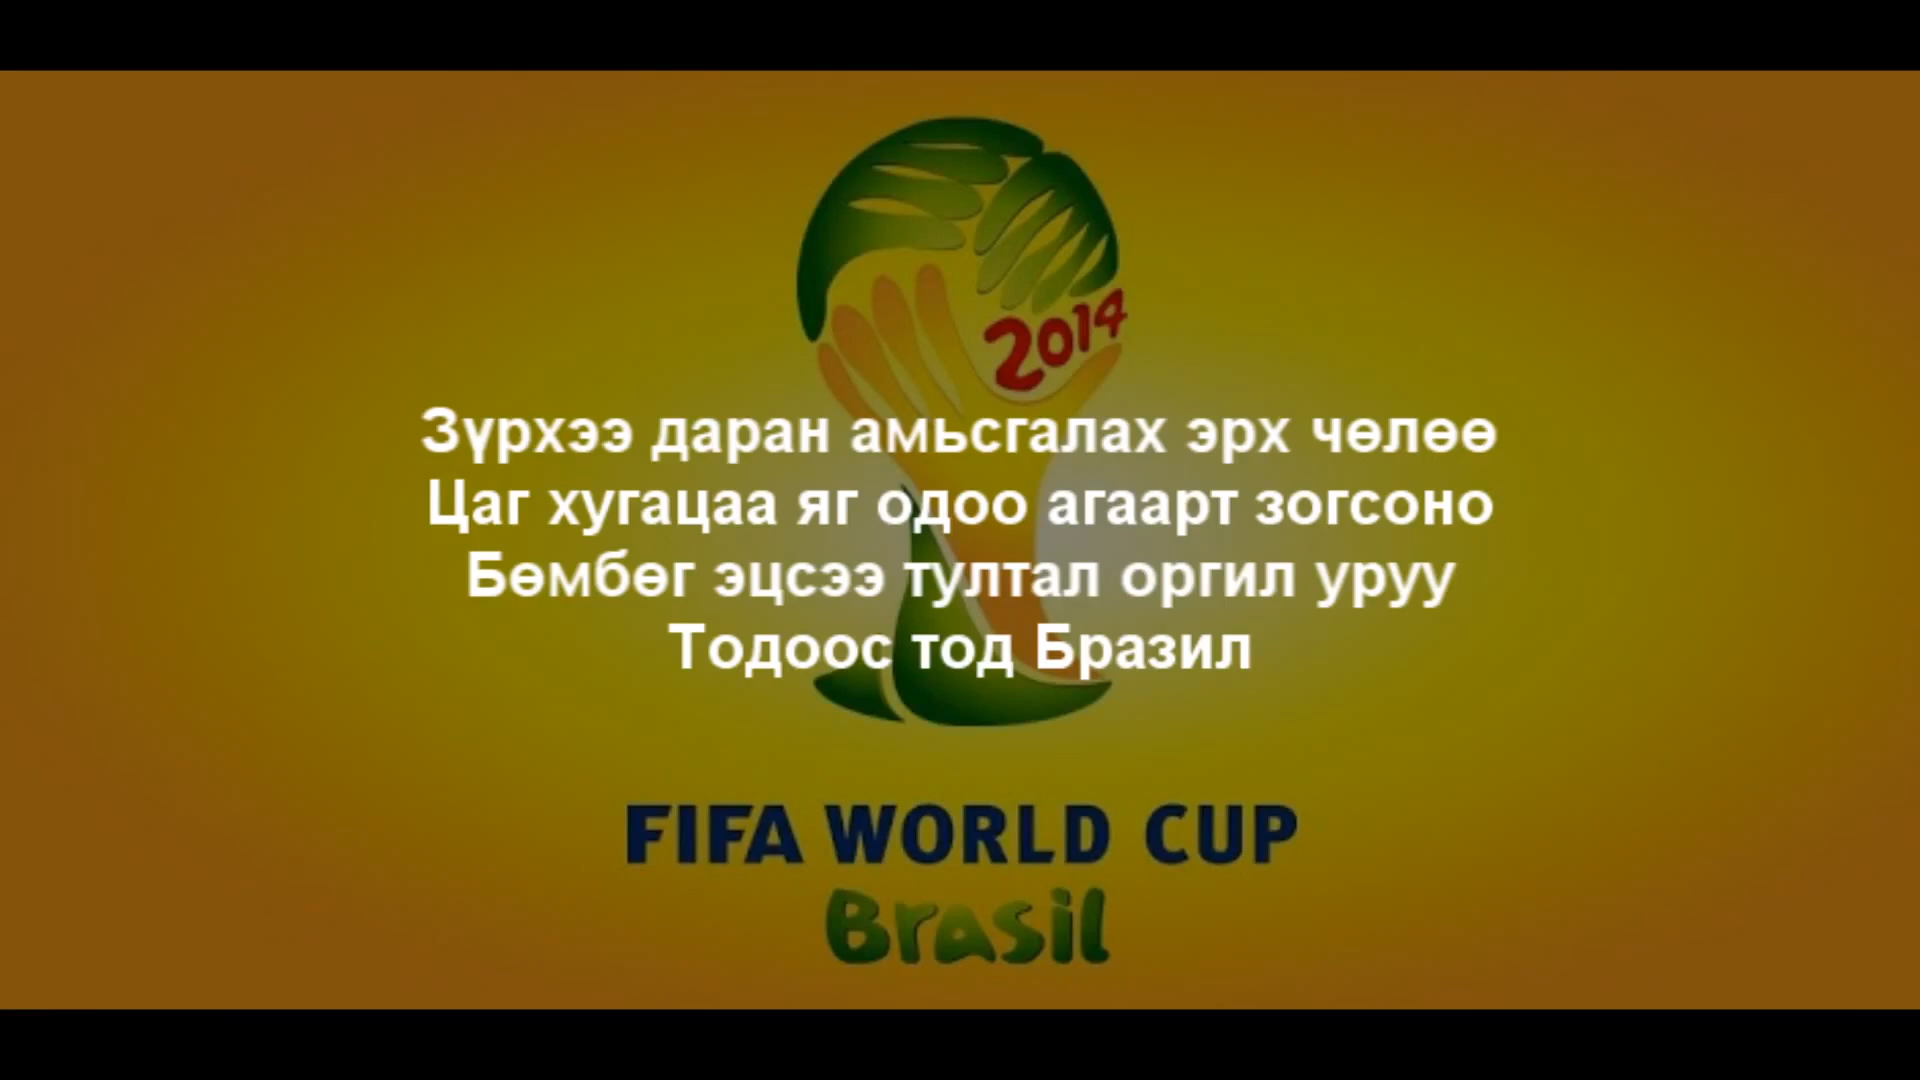 2014
Зүрхээ даран амьсгалах эрх чөлөө
Цаг хугацаа яг одоо агаарт зогсоно
Бөмбөг эцсээ тултал оргил уруу
Тодоос тод Бразил
FIFA WORLD CUP
Brasil